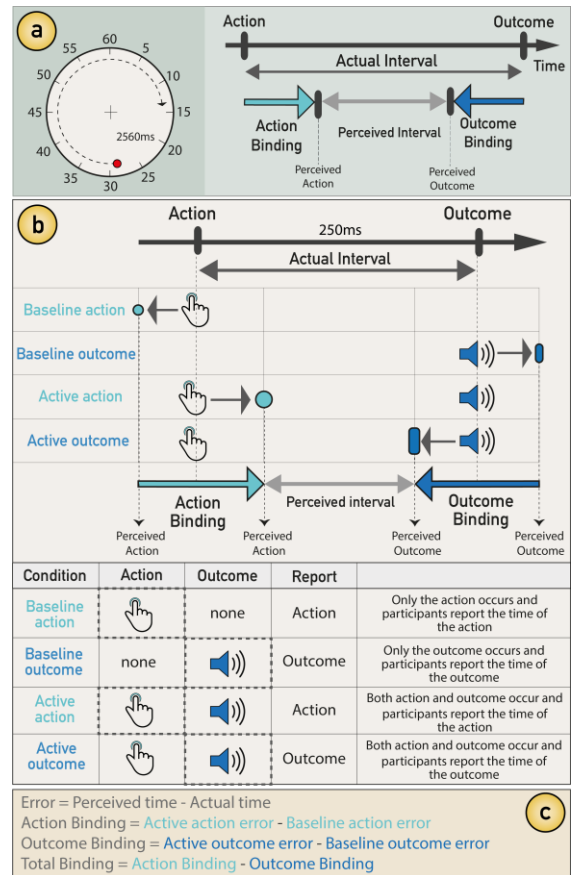 a
60
55
5
50
10
45
15
40
20
35
25
30
2560ms
Action
Outcome
Time
Actual Interval
Action
Binding
Perceived Interval
Outcome
Binding
Perceived
Action
Perceived
Outcome
b
Action
250ms
Outcome
Actual Interval
Baseline action
Baseline outcome
Active action
Active outcome
Action
Binding
Perceived interval
Outcome
Binding
Perceived
Action
Perceived
Action
Perceived
Outcome
Perceived
Outcome
Condition Action Outcome Report
Baseline
action
none
Action
Only the action occurs and
participants report the time of
the action
Baseline
outcome
none
Outcome
Only the outcome occurs and
participants report the time of
the outcome
Active
action
Action
Both action and outcome occur and
participants report the time of
the action
Active
outcome
Outcome
Both action and outcome occur and
participants report the time of
the outcome
c
Error = Perceived time - Actual time
Action Binding = Active action error - Baseline action error
Outcome Binding = Active outcome error - Baseline outcome error
Total Binding = Action Binding - Outcome Binding